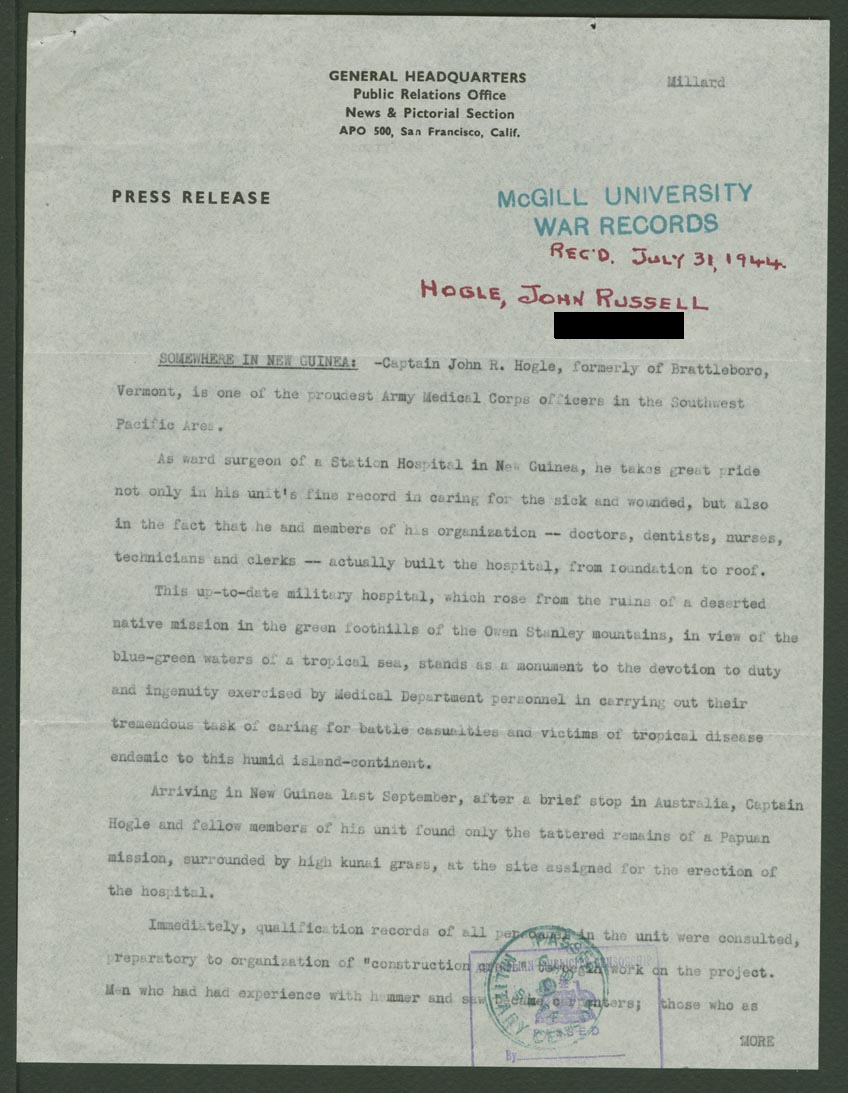 GENERAL HEADQUARTERS
Public Relations Office
News & Pictorial Section
APO 500, San Francisco, Calif.
Millard
PRESS RELEASE
McGILL UNIVERSITY
WAR RECORDS
REC'D. JULY 31, 1944.
HOGLE, JOHN RUSSELL
SOMEWHERE IN NEW GUINEA: -Captain John R. Hogle, formerly of Brattleboro,
Vermont, is one of the proudest Army Medical Corps officers in the Southwest
Pacific Area.
As ward surgeon of a Station Hospital in New Guinea, he takes great pride
not only in his unit's fine record in caring for the sick and wounded, but also
in the fact that he and members of his organization -- doctors, dentists, nurses,
technicians and clerks -- actually built the hospital, from foundation to roof.
This up-to-date military hospital, which rose from the ruins of a deserted
native mission in the green foothills of the Owen Stanley mountains, in view of the
blue-green waters of a tropical sea, stands as a monument to the devotion to duty
and ingenuity exercised by Medical Department personnel in carrying out their
tremendous task of caring for battle casualties and victims of tropical disease
endemic to this humid island-continent.
Arriving in New Guinea last September, after a brief stop in Australia, Captain
Hogle and fellow members of his unit found only the tattered remains of a Papuan
mission, surrounded by high kunai grass, at the site assigned for the erection of
the hospital.
Immediately, qualification records of all personnel in the unit were consulted,
preparatory to organization of "construction to begin work on the project.
Men who had had experience with hammer and saw became carpenters; those who as
MORE
PASSED
MILITARY
PASSED
By